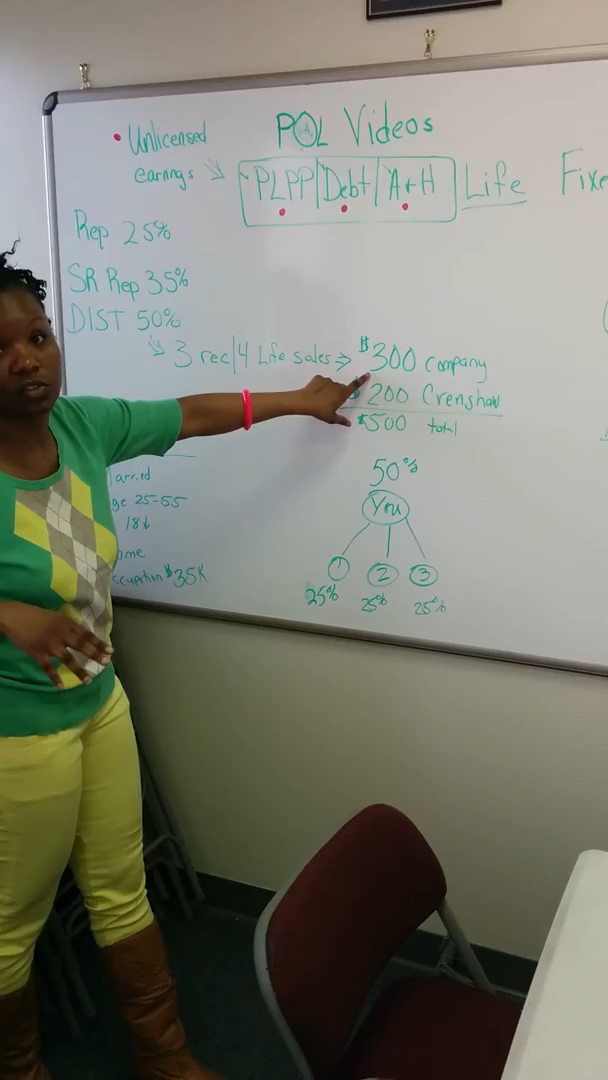 POL Videos
• Unlicensed
earnings
PLPP|Debt|A+H Life Fixe
Rep 25%
SR Rep 35%
DIST 50%
3 rec/4 Life sales => $300 company
200 Crenshaw
$500 total
50%
You
1 2 3
25% 25% 25%
arried
ge 25-55
18↓
ome
ccupation $35K